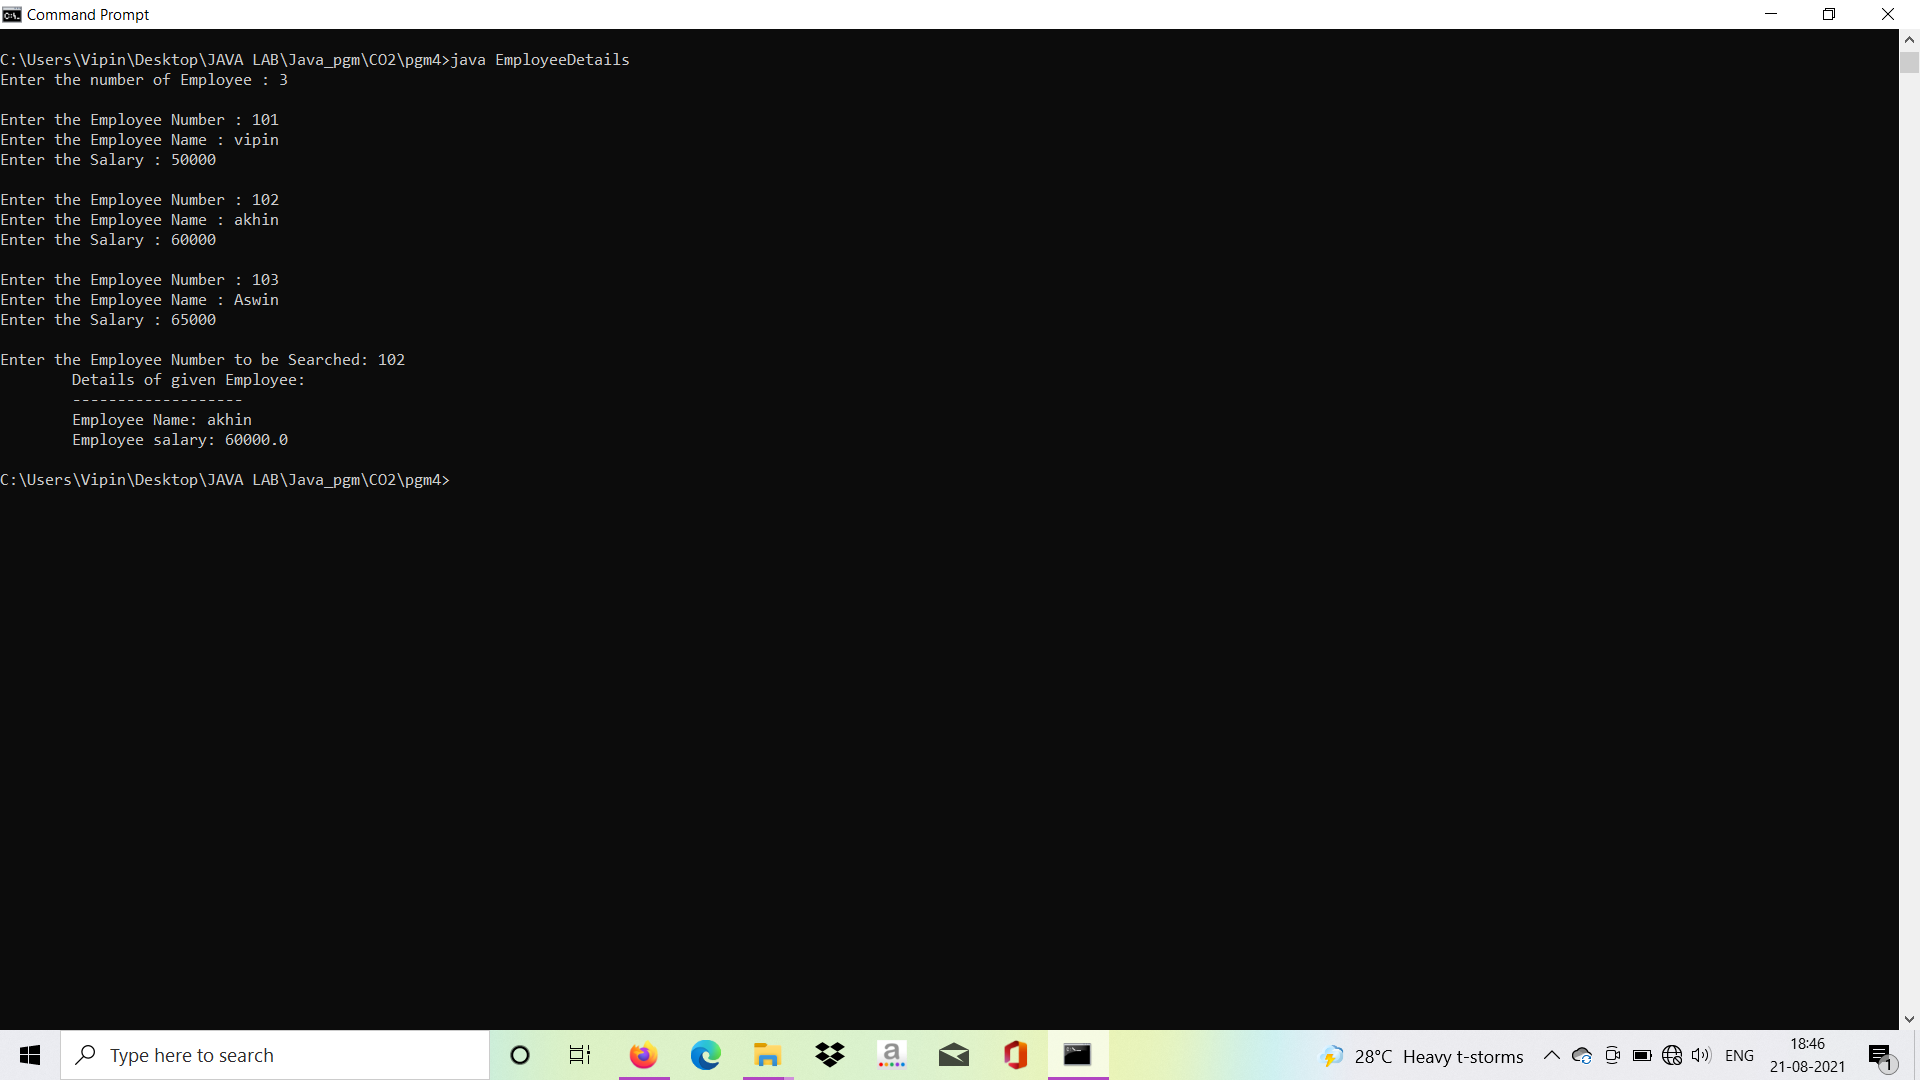 Command Prompt
C:\Users\Vipin\Desktop\JAVA LAB\Java_pgm\CO2\pgm4>java EmployeeDetails
Enter the number of Employee : 3
Enter the Employee Number : 101
Enter the Employee Name : vipin
Enter the Salary : 50000
Enter the Employee Number : 102
Enter the Employee Name : akhin
Enter the Salary : 60000
Enter the Employee Number : 103
Enter the Employee Name : Aswin
Enter the Salary : 65000
Enter the Employee Number to be Searched: 102
Details of given Employee:
-------------------
Employee Name: akhin
Employee salary: 60000.0
C:\Users\Vipin\Desktop\JAVA LAB\Java_pgm\CO2\pgm4>
Type here to search
a
28°C Heavy t-storms
ENG
18:46
21-08-2021
1